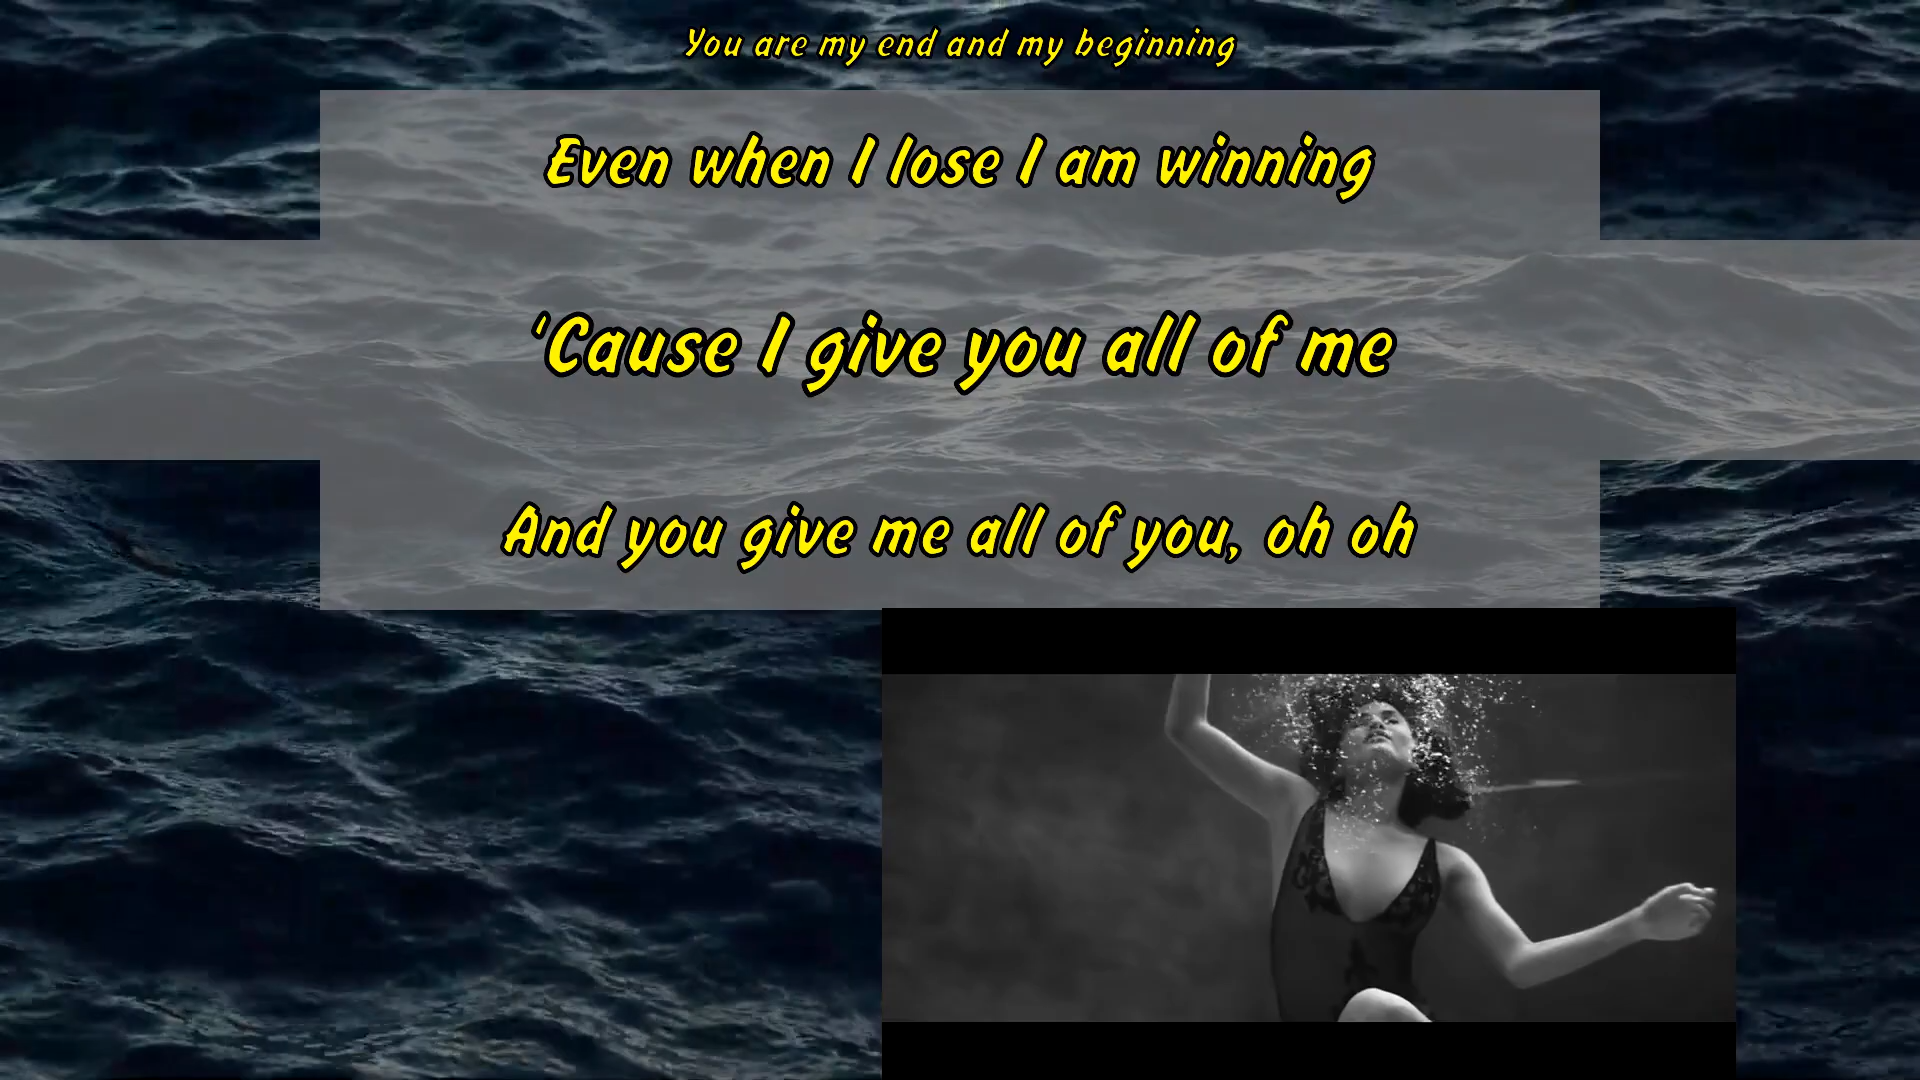 You are my end and my beginning
Even when I lose I am winning
'Cause I give you all of me
And you give me all of you, oh oh